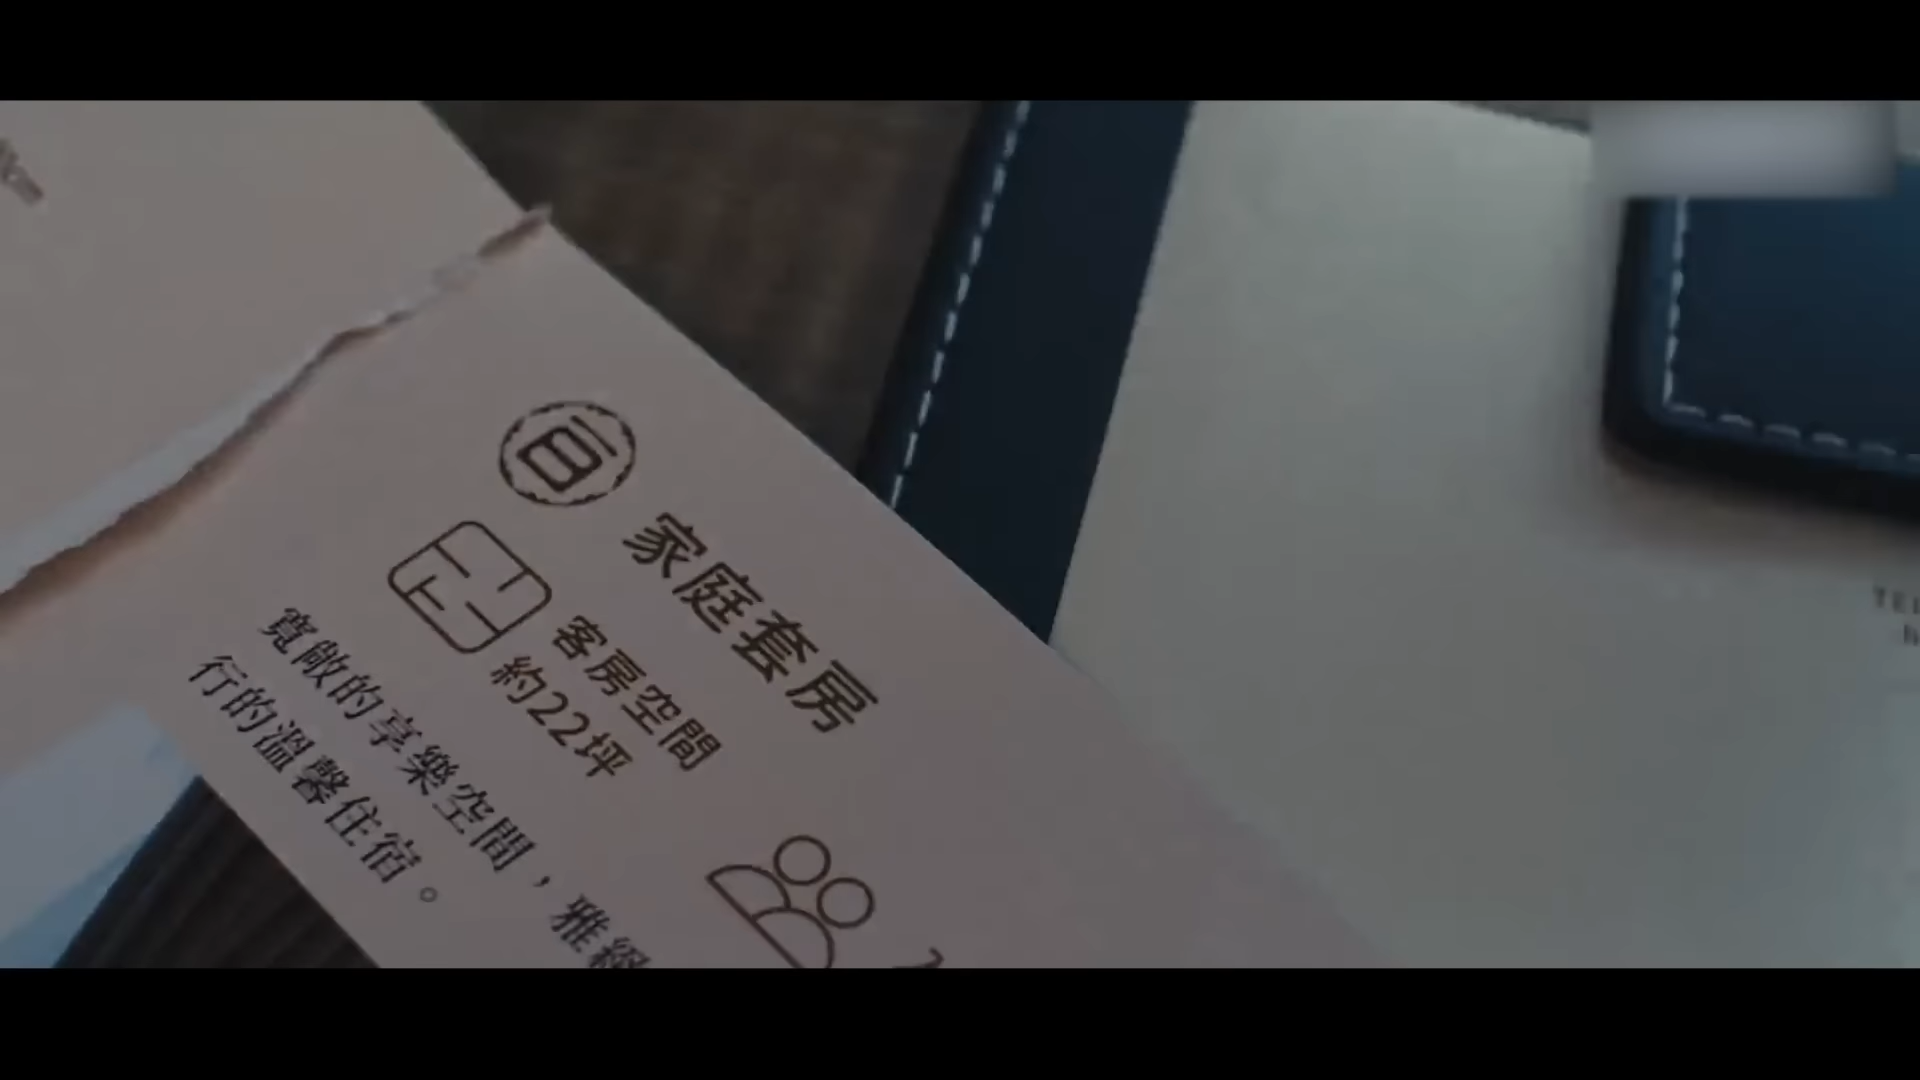 家庭套房
客房空間
約22坪
寬敞的享樂空間，雅
行的溫馨住宿。